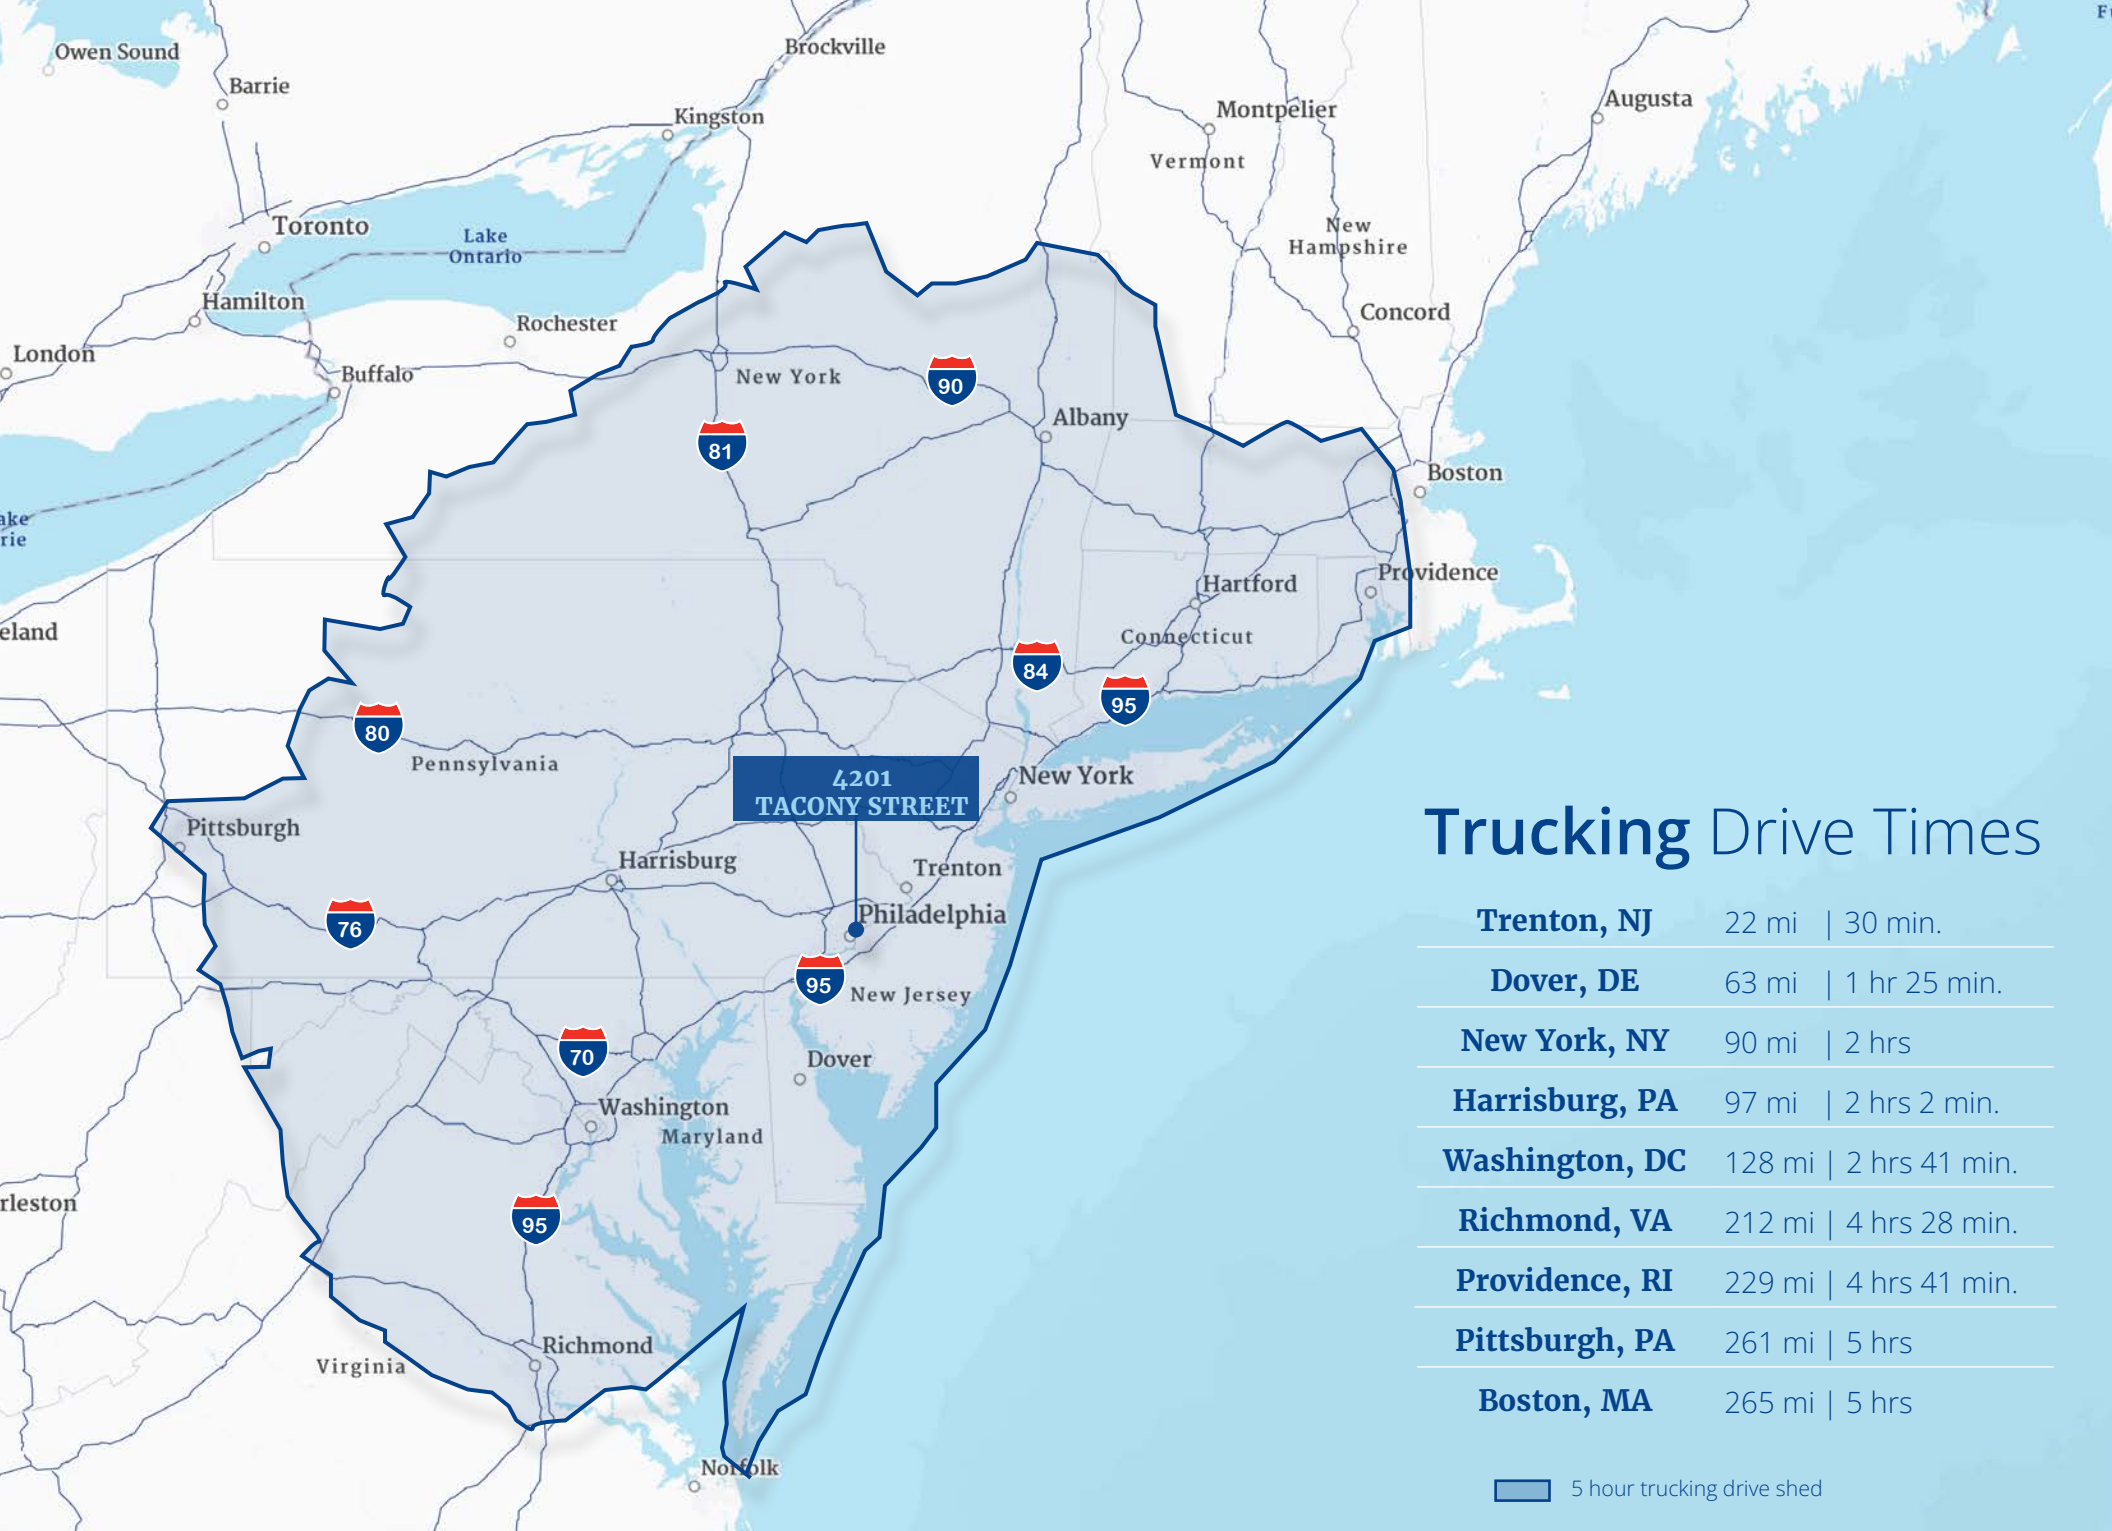 Owen Sound
Barrie
Brockville
Kingston
Montpelier
Vermont
Augusta
Toronto
Lake
Ontario
New
Hampshire
Hamilton
Rochester
Concord
London
Buffalo
New York
90
81
Albany
Boston
ake
rie
Hartford
Providence
eland
Connecticut
84
95
80
Pennsylvania
4201
TACONY STREET
New York
Pittsburgh
Harrisburg
Trenton
76
Philadelphia
95
New Jersey
70
Dover
Washington
Maryland
rleston
95
Richmond
Virginia
Norfolk
Trucking Drive Times
Trenton, NJ 22 mi | 30 min.
Dover, DE 63 mi | 1 hr 25 min.
New York, NY 90 mi | 2 hrs
Harrisburg, PA 97 mi | 2 hrs 2 min.
Washington, DC 128 mi | 2 hrs 41 min.
Richmond, VA 212 mi | 4 hrs 28 min.
Providence, RI 229 mi | 4 hrs 41 min.
Pittsburgh, PA 261 mi | 5 hrs
Boston, MA 265 mi | 5 hrs
5 hour trucking drive shed